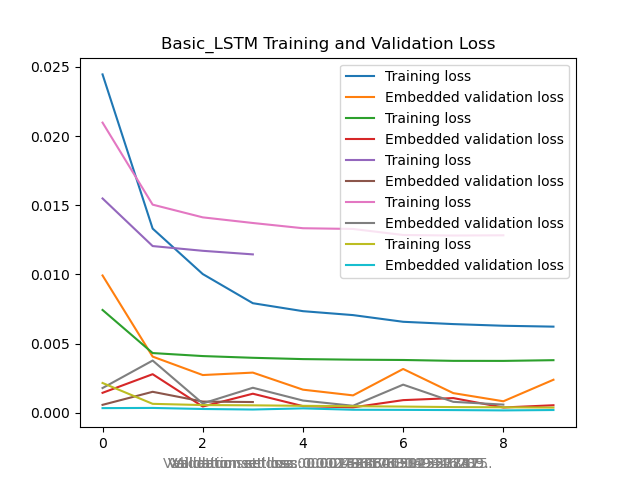 Basic_LSTM Training and Validation Loss
0.025
0.020
0.015
0.010
0.005
0.000
Training loss
Embedded validation loss
Training loss
Embedded validation loss
Training loss
Embedded validation loss
Training loss
Embedded validation loss
Training loss
Embedded validation loss
0
2
4
6
8